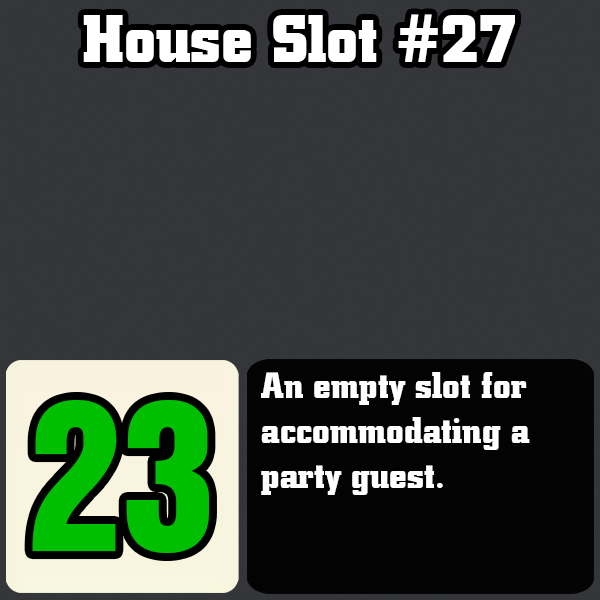 House Slot #27
23
An empty slot for
accommodating a
party guest.